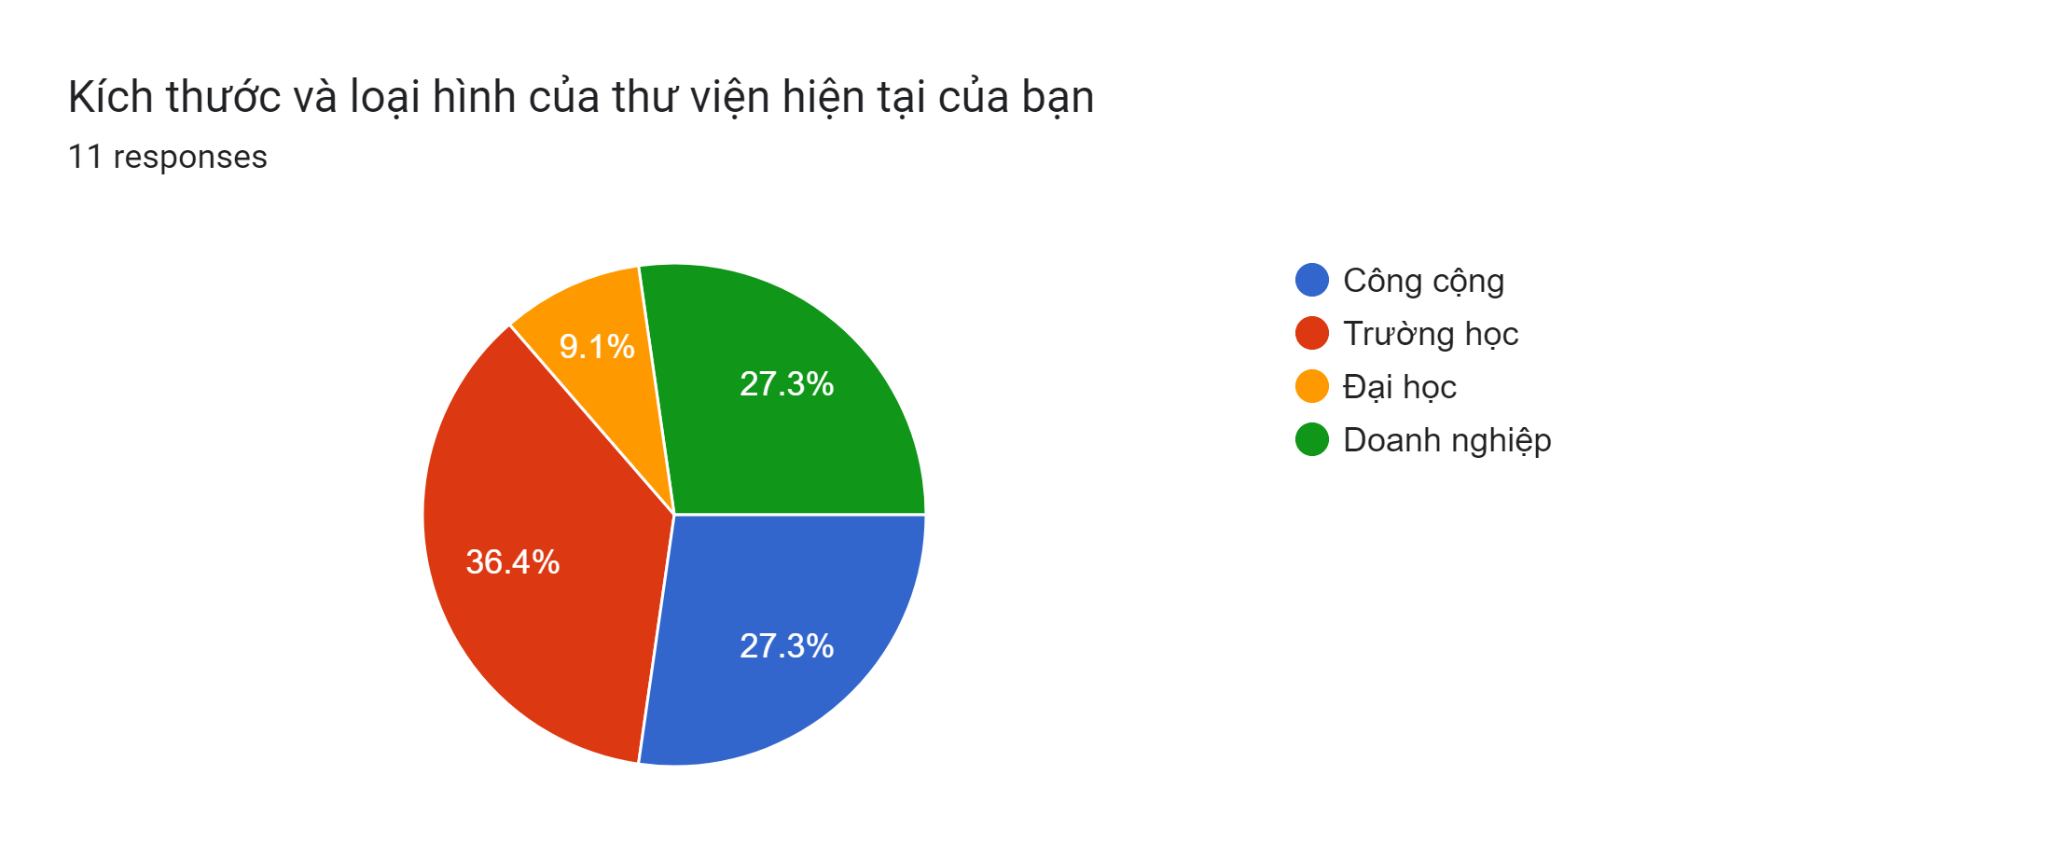 Kích thước và loại hình của thư viện hiện tại của bạn
11 responses
9.1%
27.3%
36.4%
27.3%
Công cộng
Trường học
Đại học
Doanh nghiệp